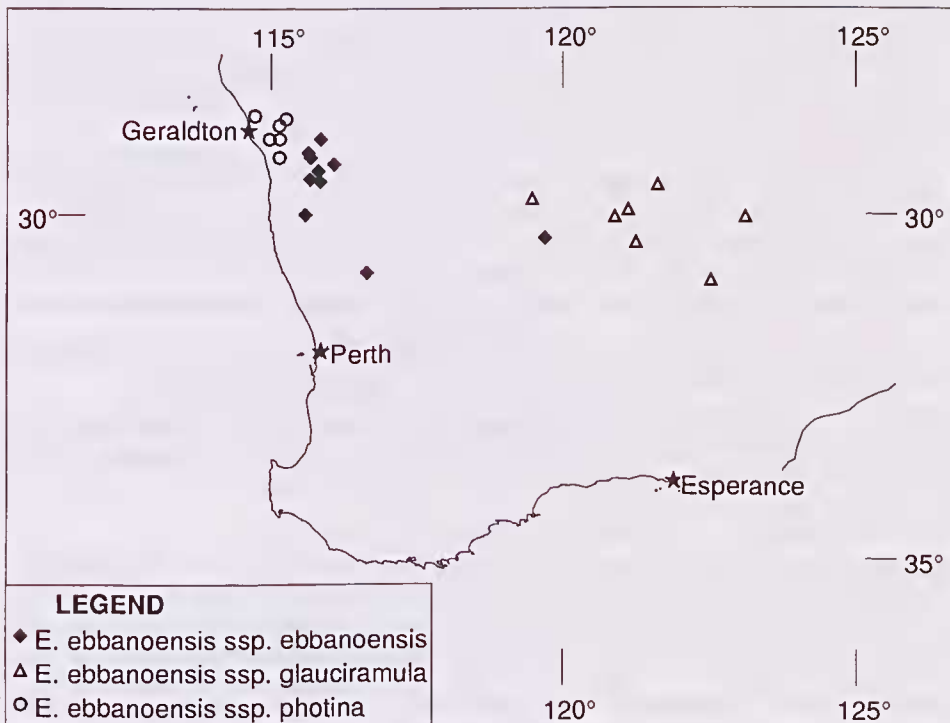 115° 120° 125°
Geraldton
30° 30°
Perth
Esperance
35°
LEGEND
E. ebbanoensis ssp. ebbanoensis
E. ebbanoensis ssp. glauciramula
E. ebbanoensis ssp. photina
120° 125°